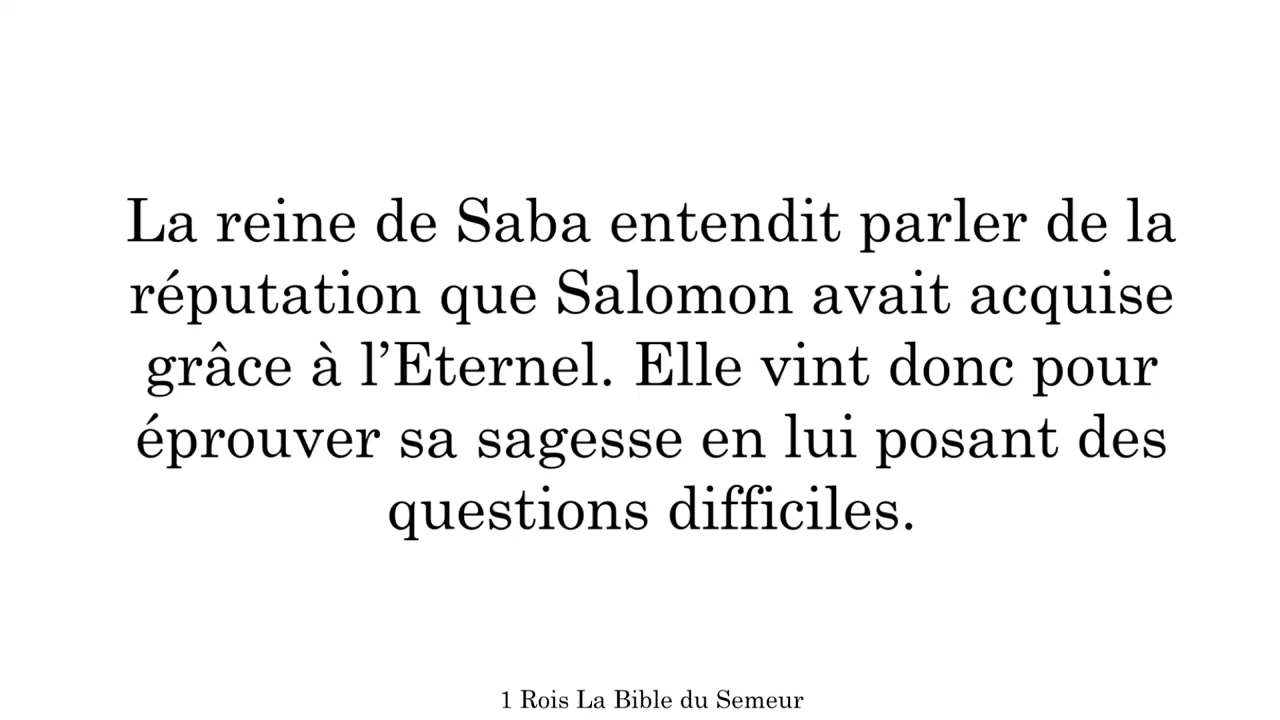 La reine de Saba entendit parler de la
réputation que Salomon avait acquise
grâce à l’Eternel. Elle vint donc pour
éprouver sa sagesse en lui posant des
questions difficiles.
1 Rois La Bible du Semeur